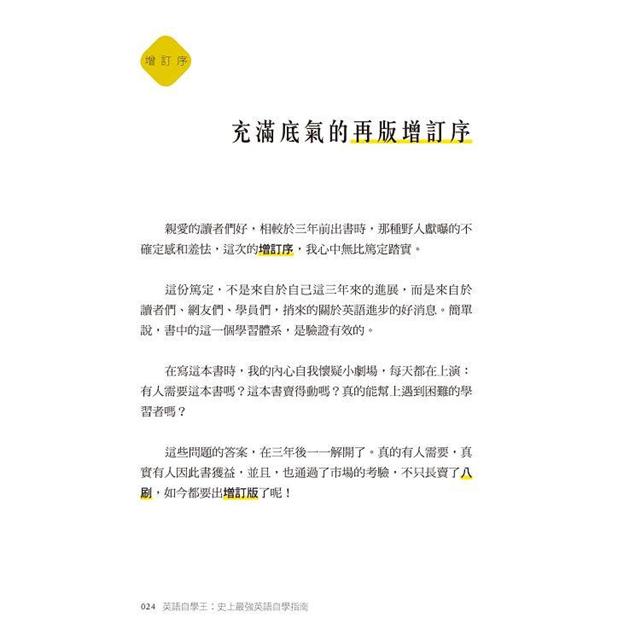 增訂序
充滿底氣的再版增訂序
親愛的讀者們好，相較於三年前出書時，那種野人獻曝的不
確定感和羞怯，這次的增訂序，我心中無比篤定踏實。
這份篤定，不是來自於自己這三年來的進展，而是來自於
讀者們、網友們、學員們，捎來的關於英語進步的好消息。簡單
說，書中的這一個學習體系，是驗證有效的。
在寫這本書時，我的內心自我懷疑小劇場，每天都在上演：
有人需要這本書嗎？這本書賣得動嗎？真的能幫上遇到困難的學
習者嗎？
這些問題的答案，在三年後一一解開了。真的有人需要，真
實有人因此書獲益，並且，也通過了市場的考驗，不只長賣了八
刷，如今都要出增訂版了呢！
024 英語自學王：史上最強英語自學指南